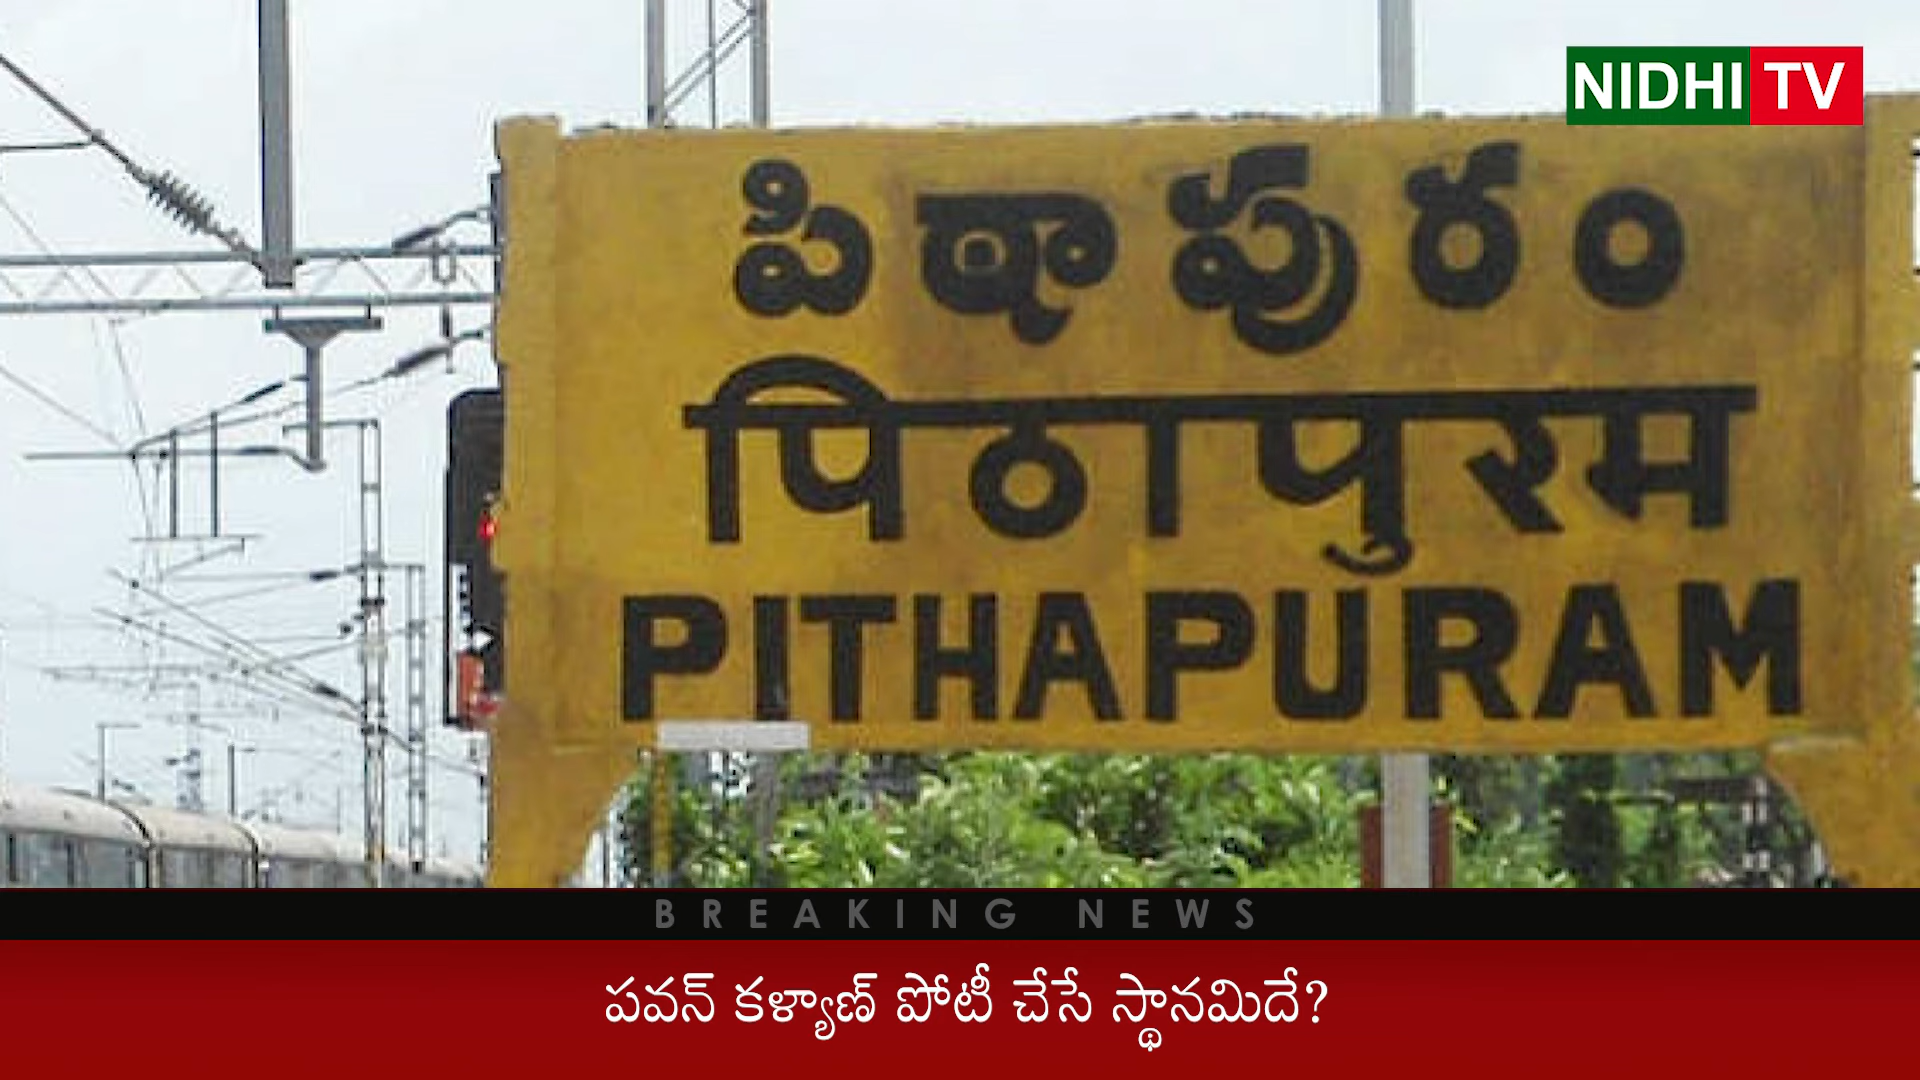 NIDHI TV
పిఠాపురం
पिठापुरम
PITHAPURAM
BREAKING NEWS
పవన్ కళ్యాణ్ పోటీ చేసే స్థానమిదే?